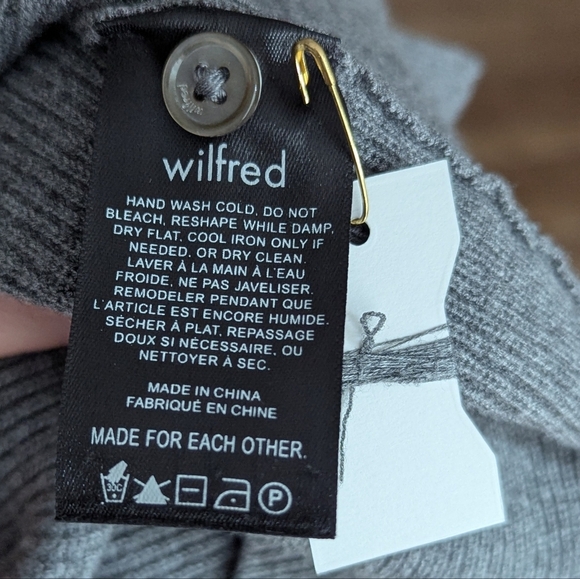 wilfred
HAND WASH COLD. DO NOT
BLEACH, RESHAPE WHILE DAMP.
DRY FLAT, COOL IRON ONLY IF
NEEDED, OR DRY CLEAN.
LAVER À LA MAIN À L'EAU
FROIDE, NE PAS JAVELISER.
REMODELER PENDANT QUE
L'ARTICLE EST ENCORE HUMIDE.
SÉCHER À PLAT, REPASSAGE
DOUX SI NÉCESSAIRE, OU
NETTOYER À SEC.
MADE IN CHINA
FABRIQUÉ EN CHINE
MADE FOR EACH OTHER.
30C P